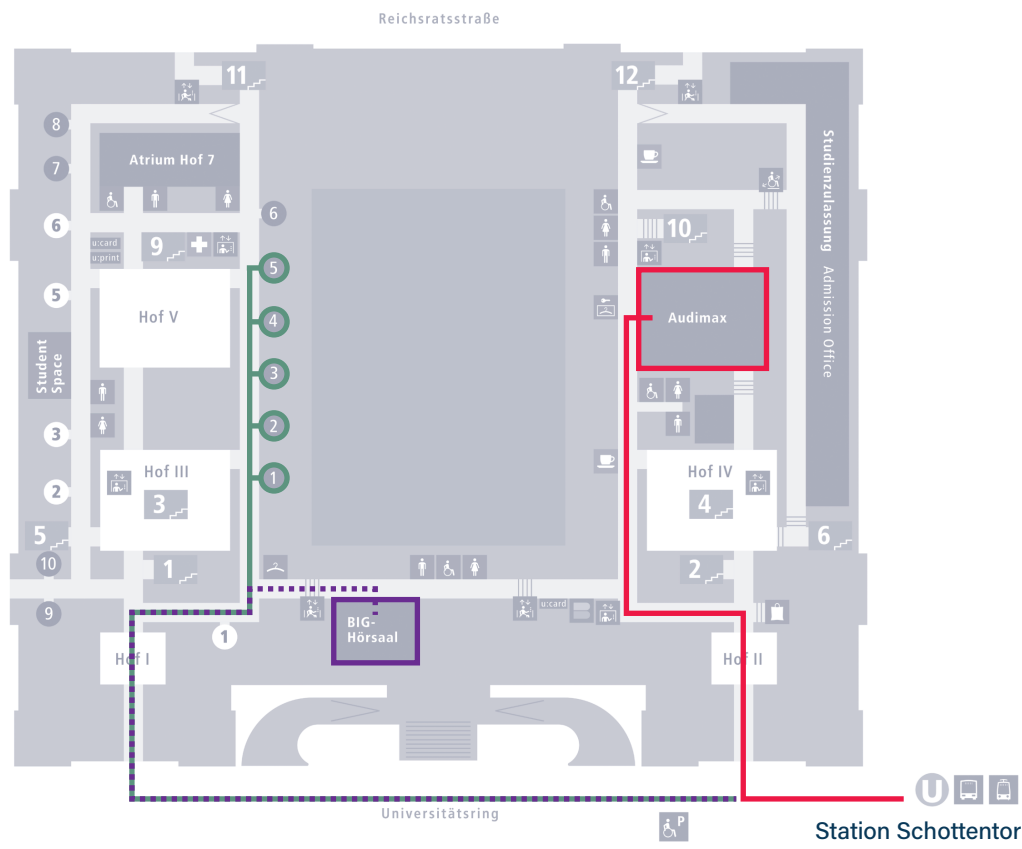 Reichsratsstraße
11
12
8
Atrium Hof 7
7
Studienzulassung Admission Office
6
6
u:card
u:print
9
10
5
5
Hof V
4
Audimax
Student
Space
3
3
2
Hof III
Hof IV
1
2
3
4
5
6
10
1
2
9
u:card
BIG-
Hörsaal
1
Hof I
Hof II
U
Universitätsring
P
Station Schottentor